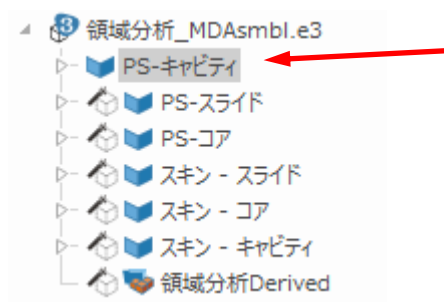 領域分析_MDAsmbl.e3
PS-キャビティ
PS-スライド
PS-コア
スキン - スライド
スキン - コア
スキン - キャビティ
領域分析Derived